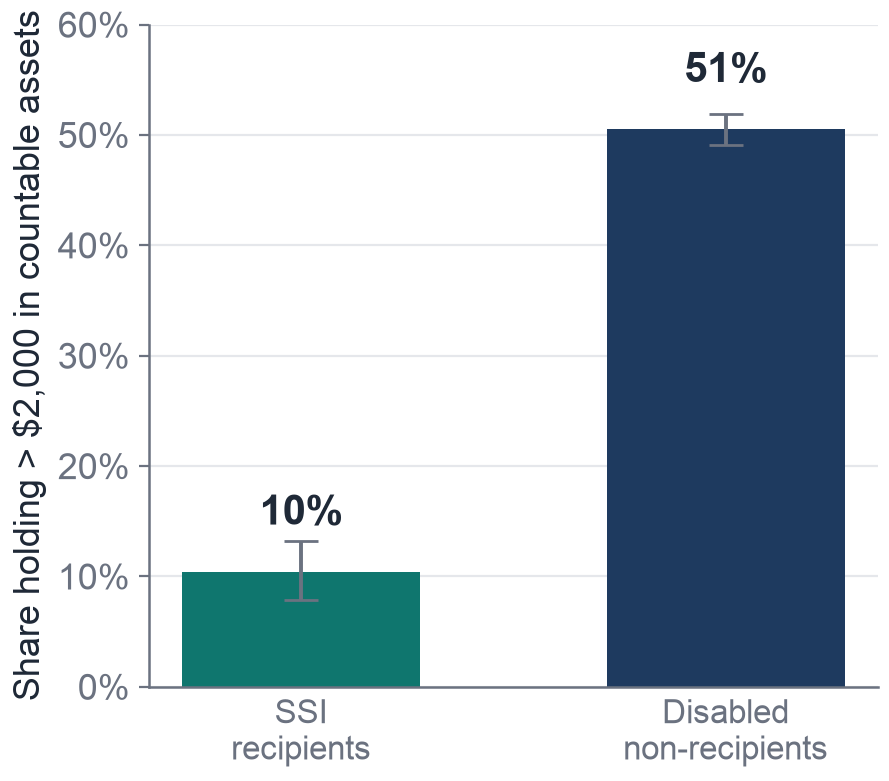 Share holding > $2,000 in countable assets
60%
50%
40%
30%
20%
10%
0%
10%
51%
SSI
recipients
Disabled
non-recipients